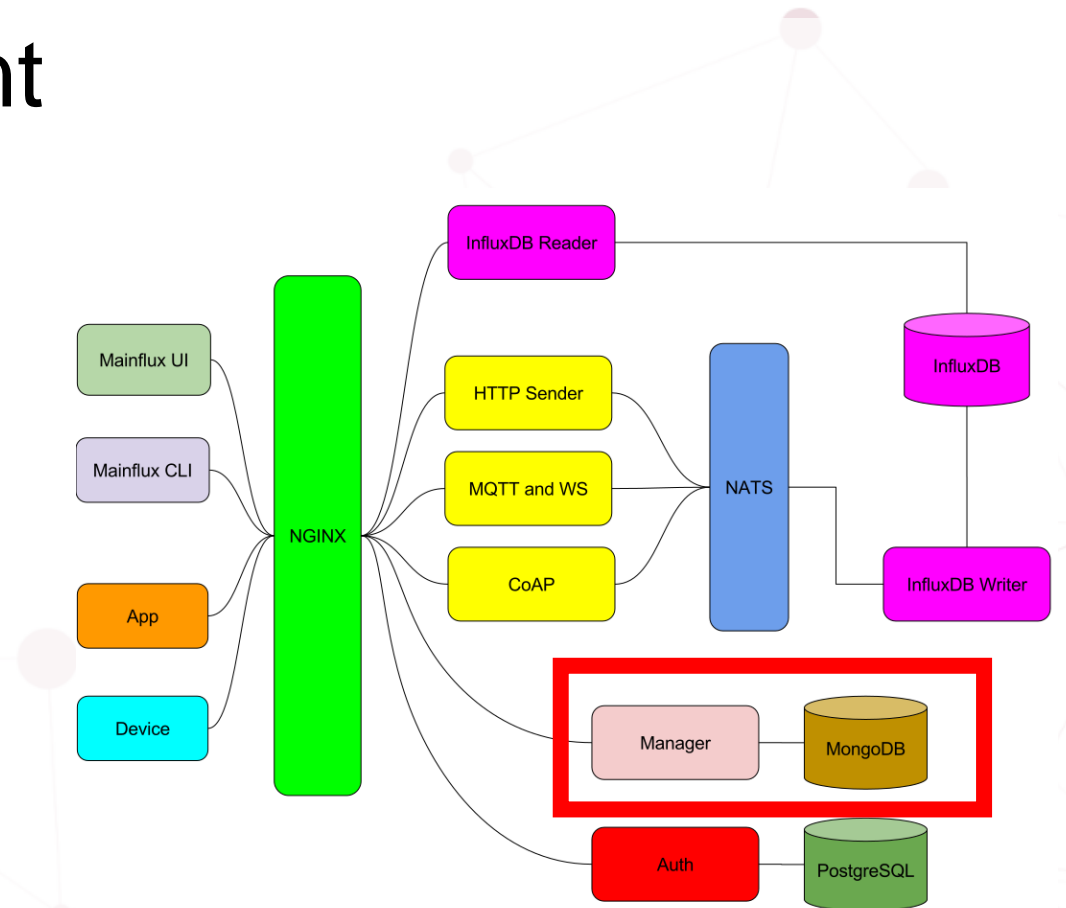 nt
InfluxDB Reader
Mainflux UI
HTTP Sender
InfluxDB
Mainflux CLI
MQTT and WS
NATS
NGINX
CoAP
InfluxDB Writer
App
Device
Manager
MongoDB
Auth
PostgreSQL